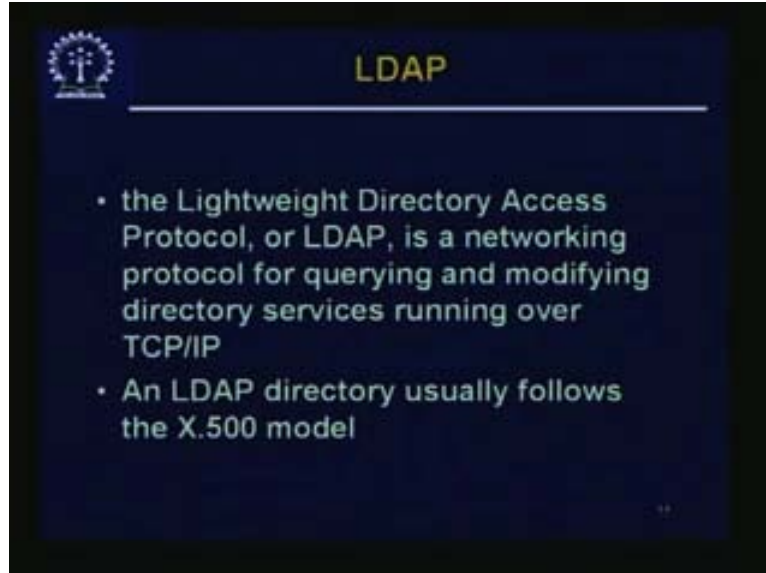 LDAP
• the Lightweight Directory Access
Protocol, or LDAP, is a networking
protocol for querying and modifying
directory services running over
TCP/IP
• An LDAP directory usually follows
the X.500 model